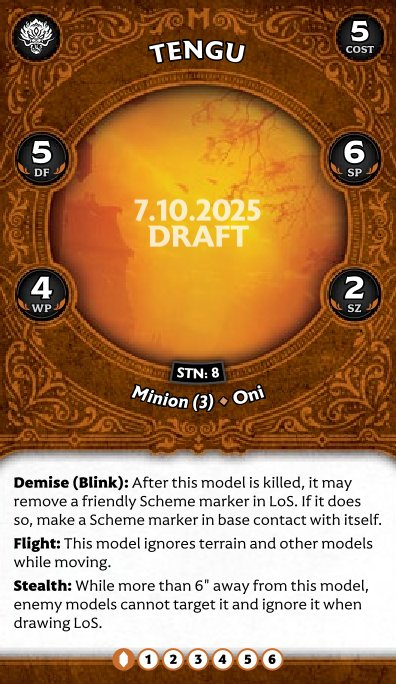 TENGU
5
COST
5
DF
6
SP
7.10.2025
DRAFT
4
WP
2
SZ
STN: 8
Minion (3) ⬥ Oni
Demise (Blink): After this model is killed, it may
remove a friendly Scheme marker in LoS. If it does
so, make a Scheme marker in base contact with itself.
Flight: This model ignores terrain and other models
while moving.
Stealth: While more than 6" away from this model,
enemy models cannot target it and ignore it when
drawing LoS.
1 2 3 4 5 6